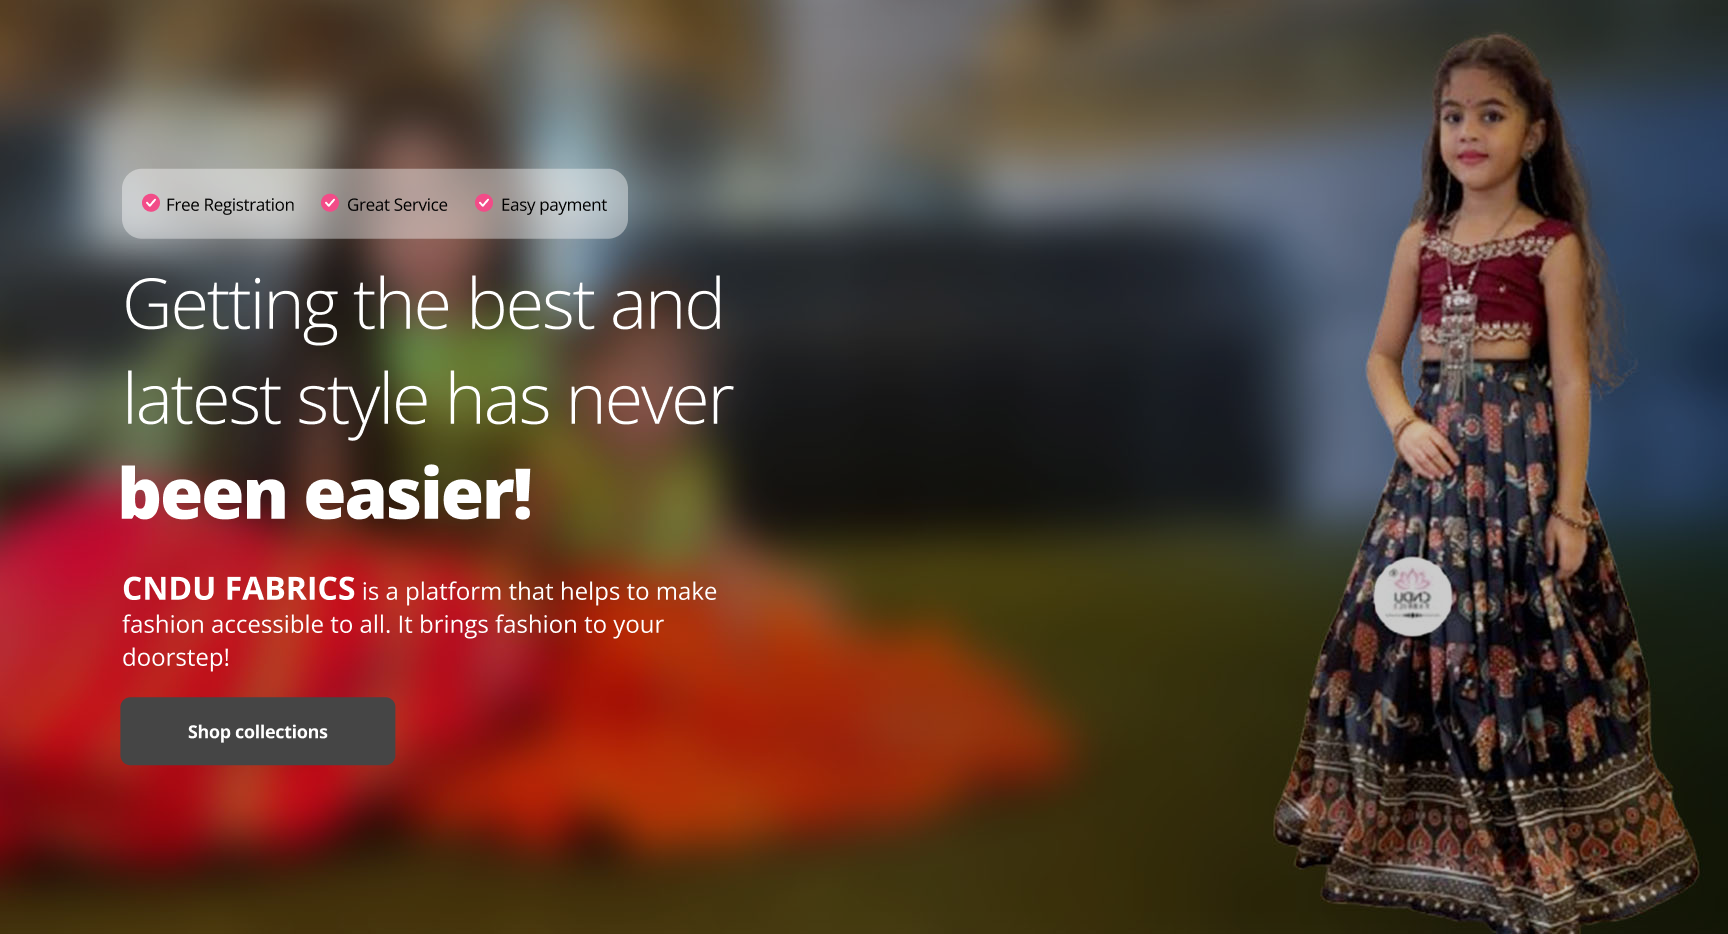 Free Registration Great Service Easy payment
Getting the best and
latest style has never
been easier!
CNDU FABRICS is a platform that helps to make
fashion accessible to all. It brings fashion to your
doorstep!
Shop collections
®
CNDU
FABRICS